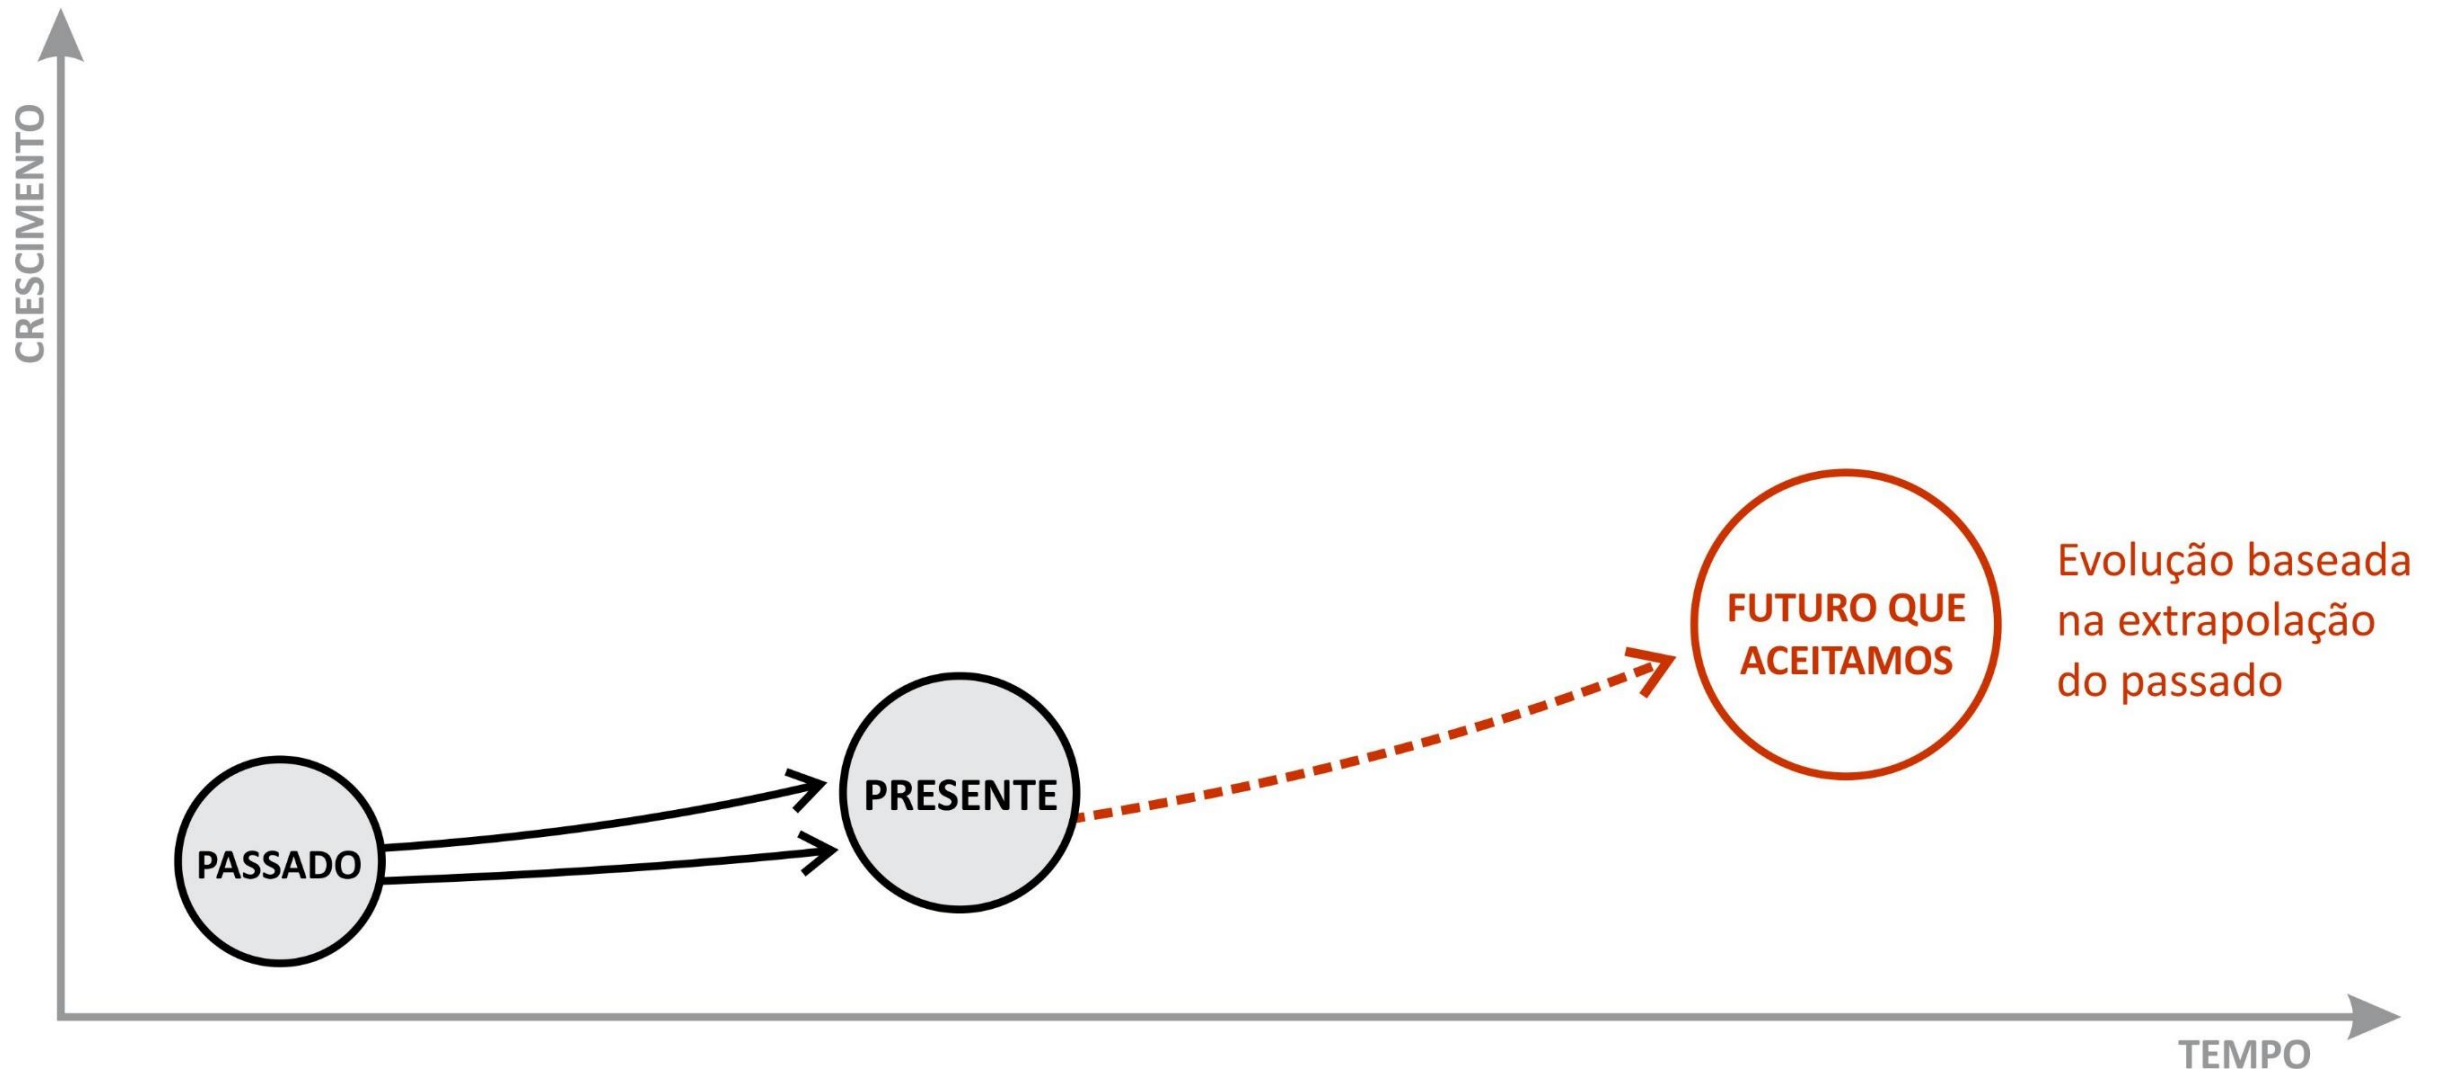 CRESCIMENTO
PASSADO
PRESENTE
FUTURO QUE
ACEITAMOS
Evolução baseada
na extrapolação
do passado
TEMPO